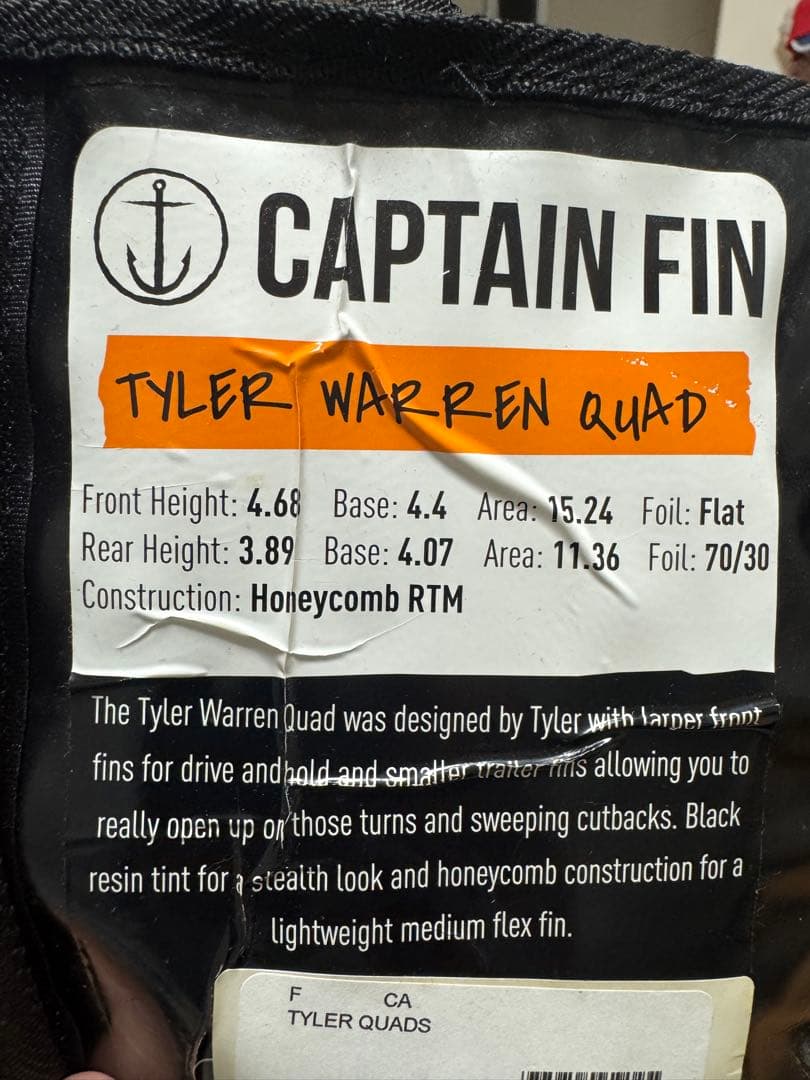 CAPTAIN FIN
TYLER WARREN QUAD
Front Height: 4.68 Base: 4.4 Area: 15.24 Foil: Flat
Rear Height: 3.89 Base: 4.07 Area: 11.36 Foil: 70/30
Construction: Honeycomb RTM
The Tyler Warren Quad was designed by Tyler with larger front
fins for drive and hold and smaller trailer fins allowing you to
really open up on those turns and sweeping cutbacks. Black
resin tint for a stealth look and honeycomb construction for a
lightweight medium flex fin.
F CA
TYLER QUADS